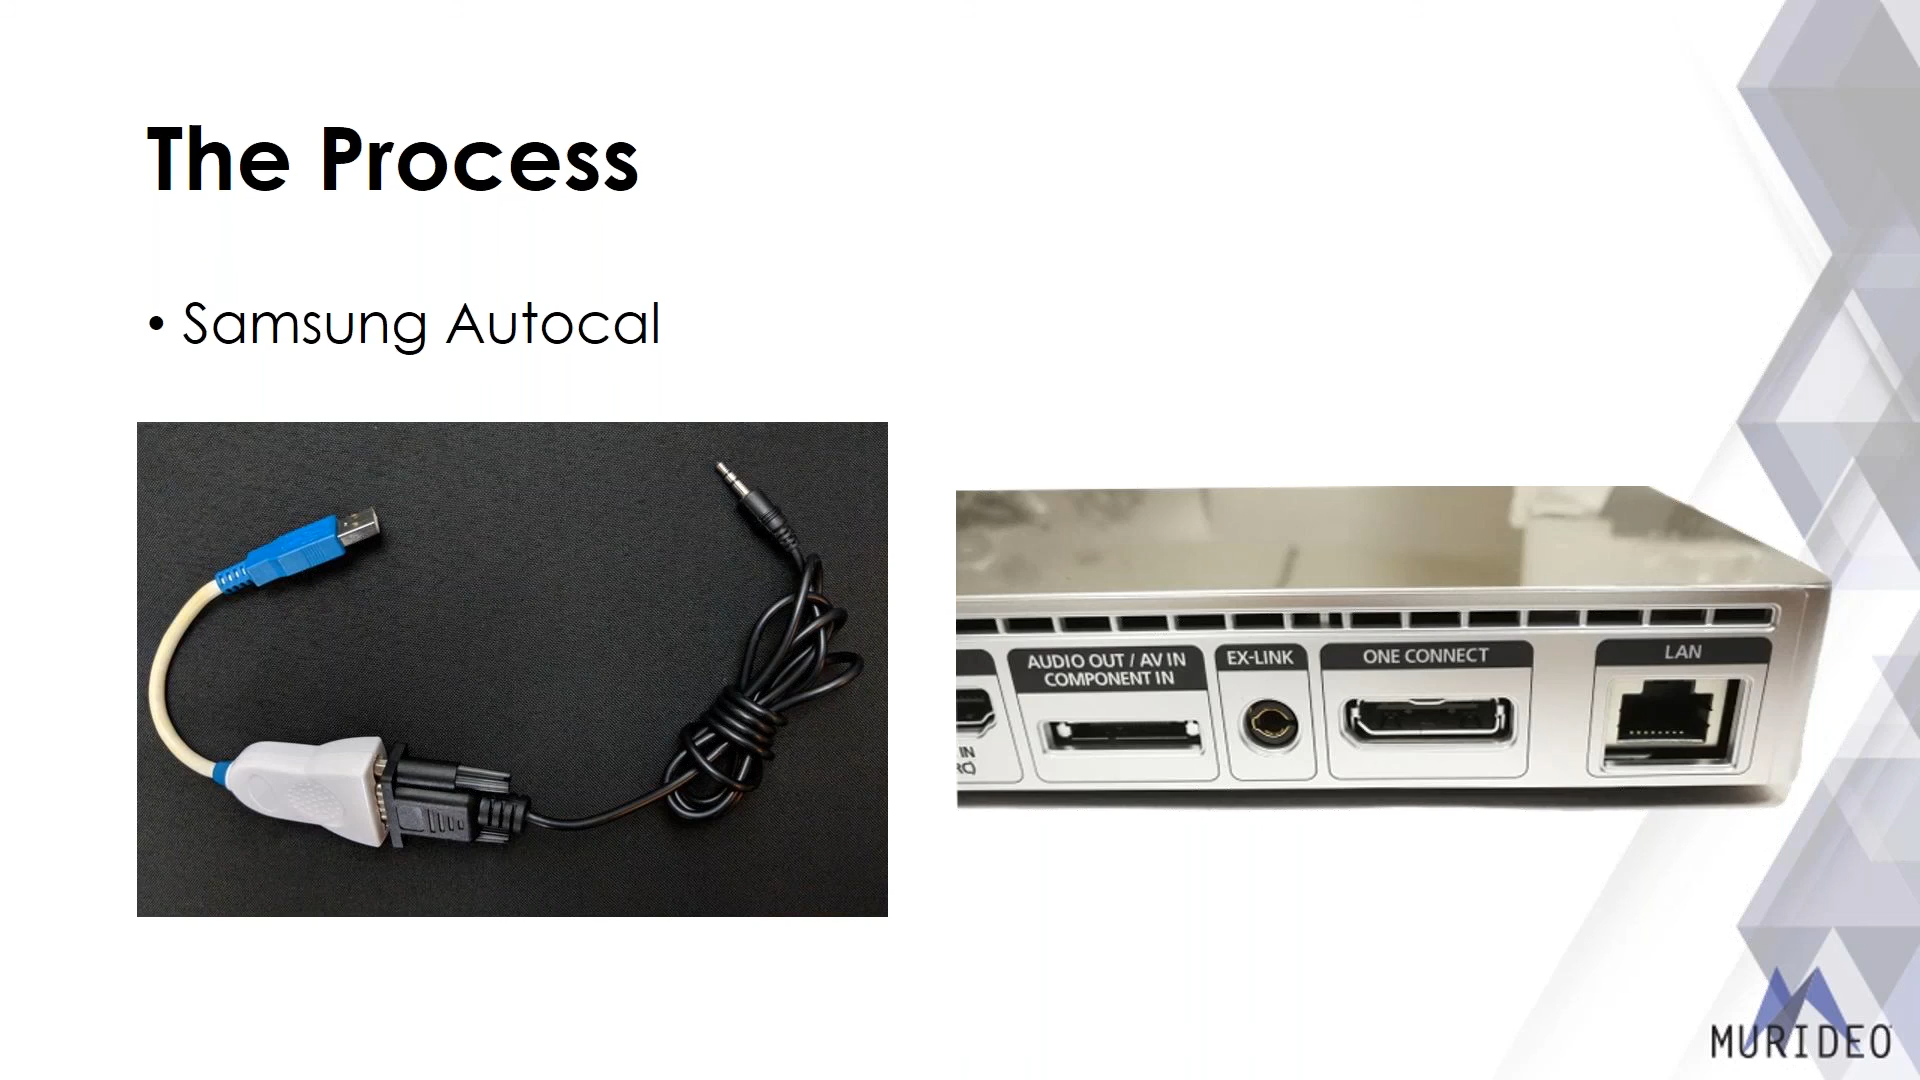 The Process
• Samsung Autocal
AUDIO OUT / AV IN
COMPONENT IN
EX-LINK
ONE CONNECT
LAN
IN
MURIDEO